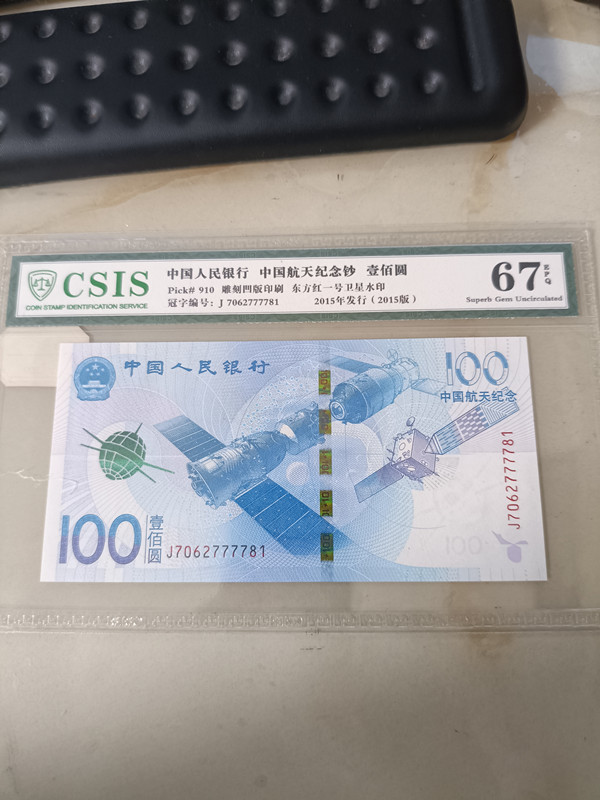 CSIS
COIN STAMP IDENTIFICATION SERVICE
中国人民银行 中国航天纪念钞 壹佰圆
Pick# 910 雕刻凹版印刷 东方红一号卫星水印
冠字编号: J 7062777781 2015年发行 (2015版)
67 EPQ
Superb Gem Uncirculated
中国人民银行
100
中国航天纪念
J7062777781
100
壹佰圆
J7062777781
100